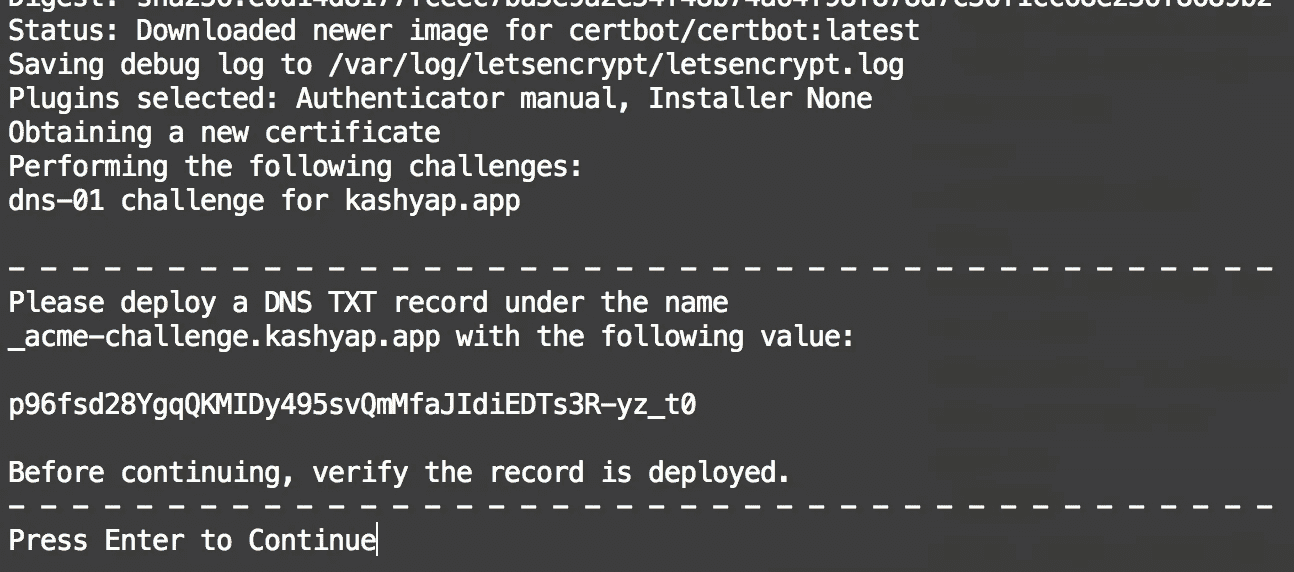 Status: Downloaded newer image for certbot/certbot:latest
Saving debug log to /var/log/letsencrypt/letsencrypt.log
Plugins selected: Authenticator manual, Installer None
Obtaining a new certificate
Performing the following challenges:
dns-01 challenge for kashyap.app
- - - - - - - - - - - - - - - - - - - - - - - - - - - - - - - - - - - - - - - -
Please deploy a DNS TXT record under the name
_acme-challenge.kashyap.app with the following value:
p96fsd28YgqQKMIDy495svQmMfaJIdiEDTs3R-yz_t0
Before continuing, verify the record is deployed.
- - - - - - - - - - - - - - - - - - - - - - - - - - - - - - - - - - - - - - - -
Press Enter to Continue